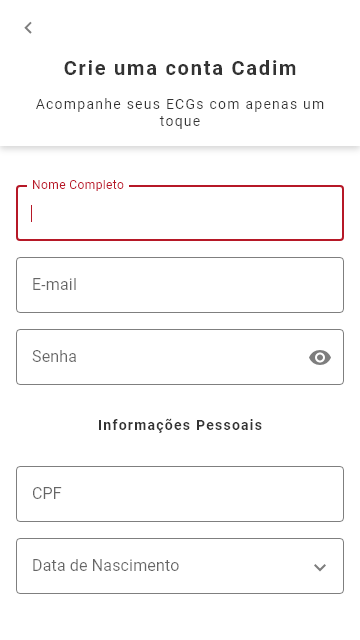 Crie uma conta Cadim
Acompanhe seus ECGs com apenas um
toque
Nome Completo
E-mail
Senha
Informações Pessoais
CPF
Data de Nascimento